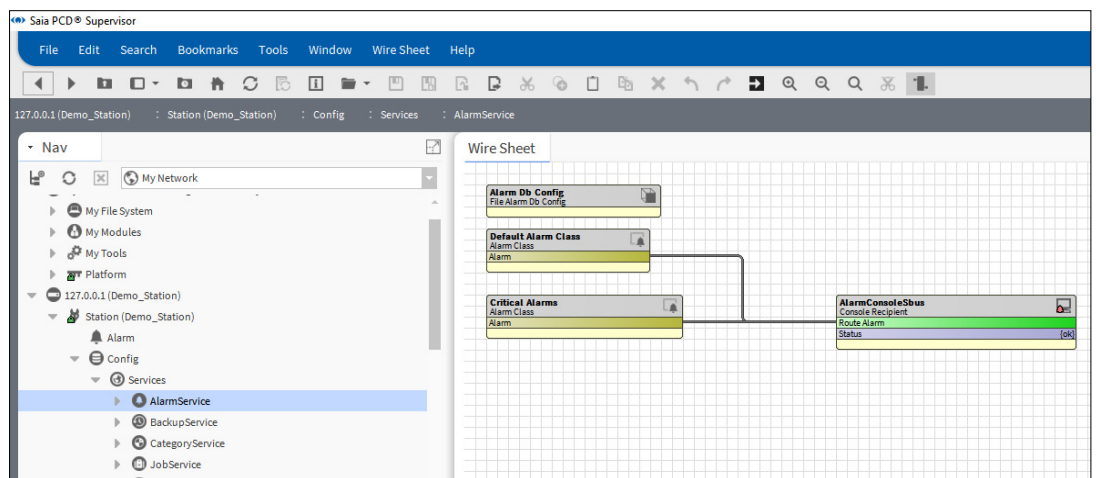 Saia PCD® Supervisor
File Edit Search Bookmarks Tools Window Wire Sheet Help
127.0.0.1 (Demo_Station) : Station (Demo_Station) : Config : Services : AlarmService
Nav
Wire Sheet
My Network
My File System
My Modules
My Tools
Platform
127.0.0.1 (Demo_Station)
Station (Demo_Station)
Alarm
Config
Services
AlarmService
BackupService
CategoryService
JobService
Alarm Db Config
File Alarm Db Config
Default Alarm Class
Alarm Class
Alarm
Critical Alarms
Alarm Class
Alarm
AlarmConsoleSbus
Console Recipient
Route Alarm
Status {ok}